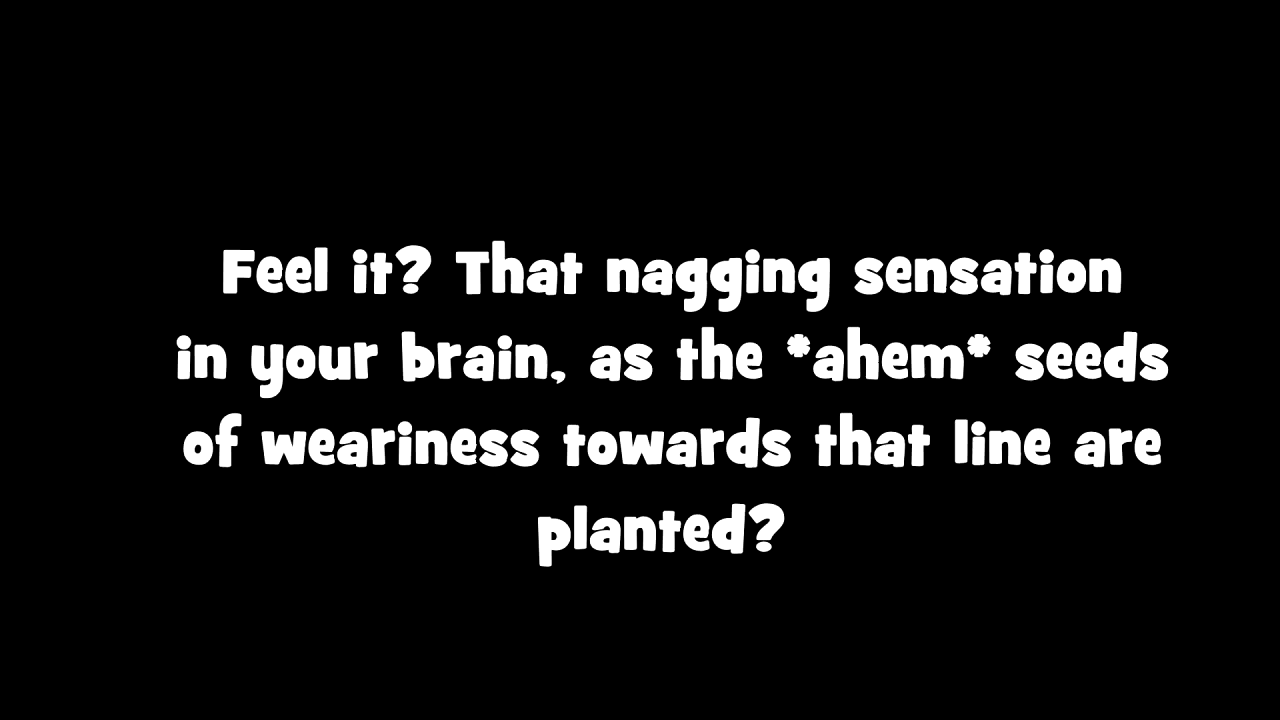 Feel it? That nagging sensation
in your brain, as the *ahem* seeds
of weariness towards that line are
planted?